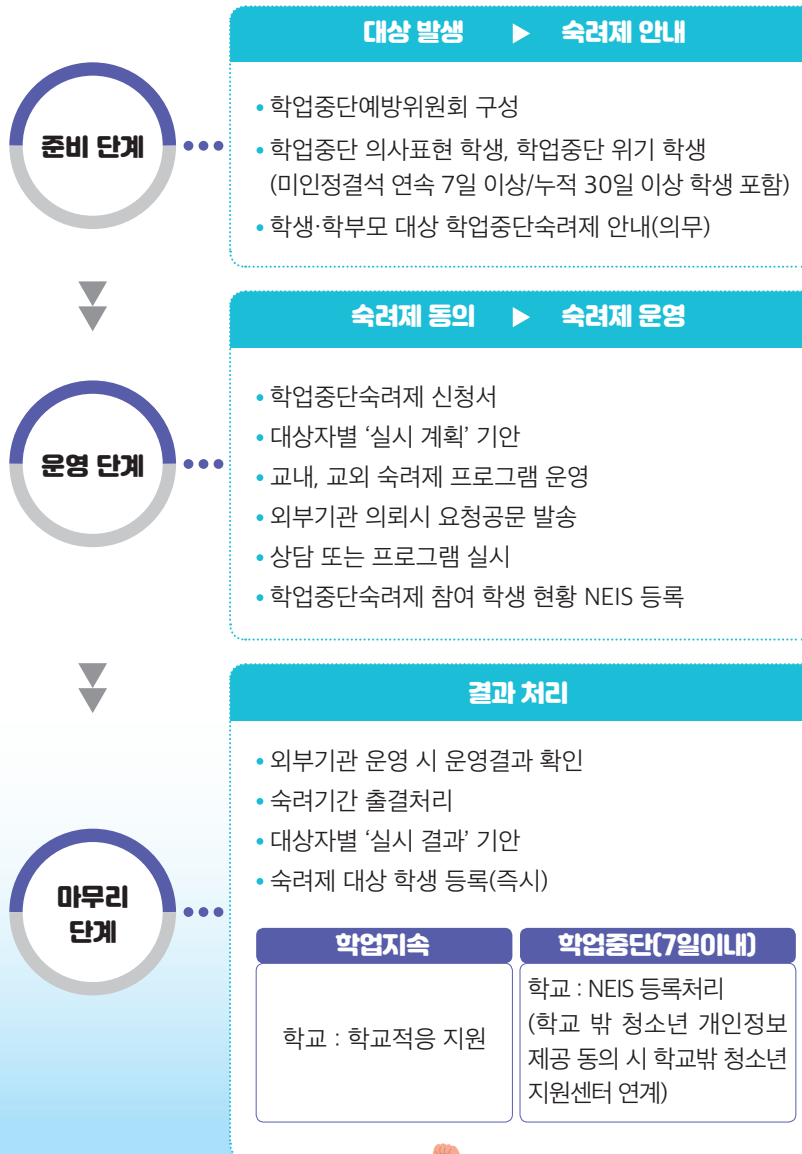 대상 발생 ▶ 숙려제 안내
준비 단계
• 학업중단예방위원회 구성
• 학업중단 의사표현 학생, 학업중단 위기 학생
(미인정결석 연속 7일 이상/누적 30일 이상 학생 포함)
• 학생·학부모 대상 학업중단숙려제 안내(의무)
숙려제 동의 ▶ 숙려제 운영
운영 단계
• 학업중단숙려제 신청서
• 대상자별 ‘실시 계획’ 기안
• 교내, 교외 숙려제 프로그램 운영
• 외부기관 의뢰시 요청공문 발송
• 상담 또는 프로그램 실시
• 학업중단숙려제 참여 학생 현황 NEIS 등록
결과 처리
마무리
단계
• 외부기관 운영 시 운영결과 확인
• 숙려기간 출결처리
• 대상자별 ‘실시 결과’ 기안
• 숙려제 대상 학생 등록(즉시)
학업지속
학교 : 학교적응 지원
학업중단(7일이내)
학교 : NEIS 등록처리
(학교 밖 청소년 개인정보
제공 동의 시 학교밖 청소년
지원센터 연계)